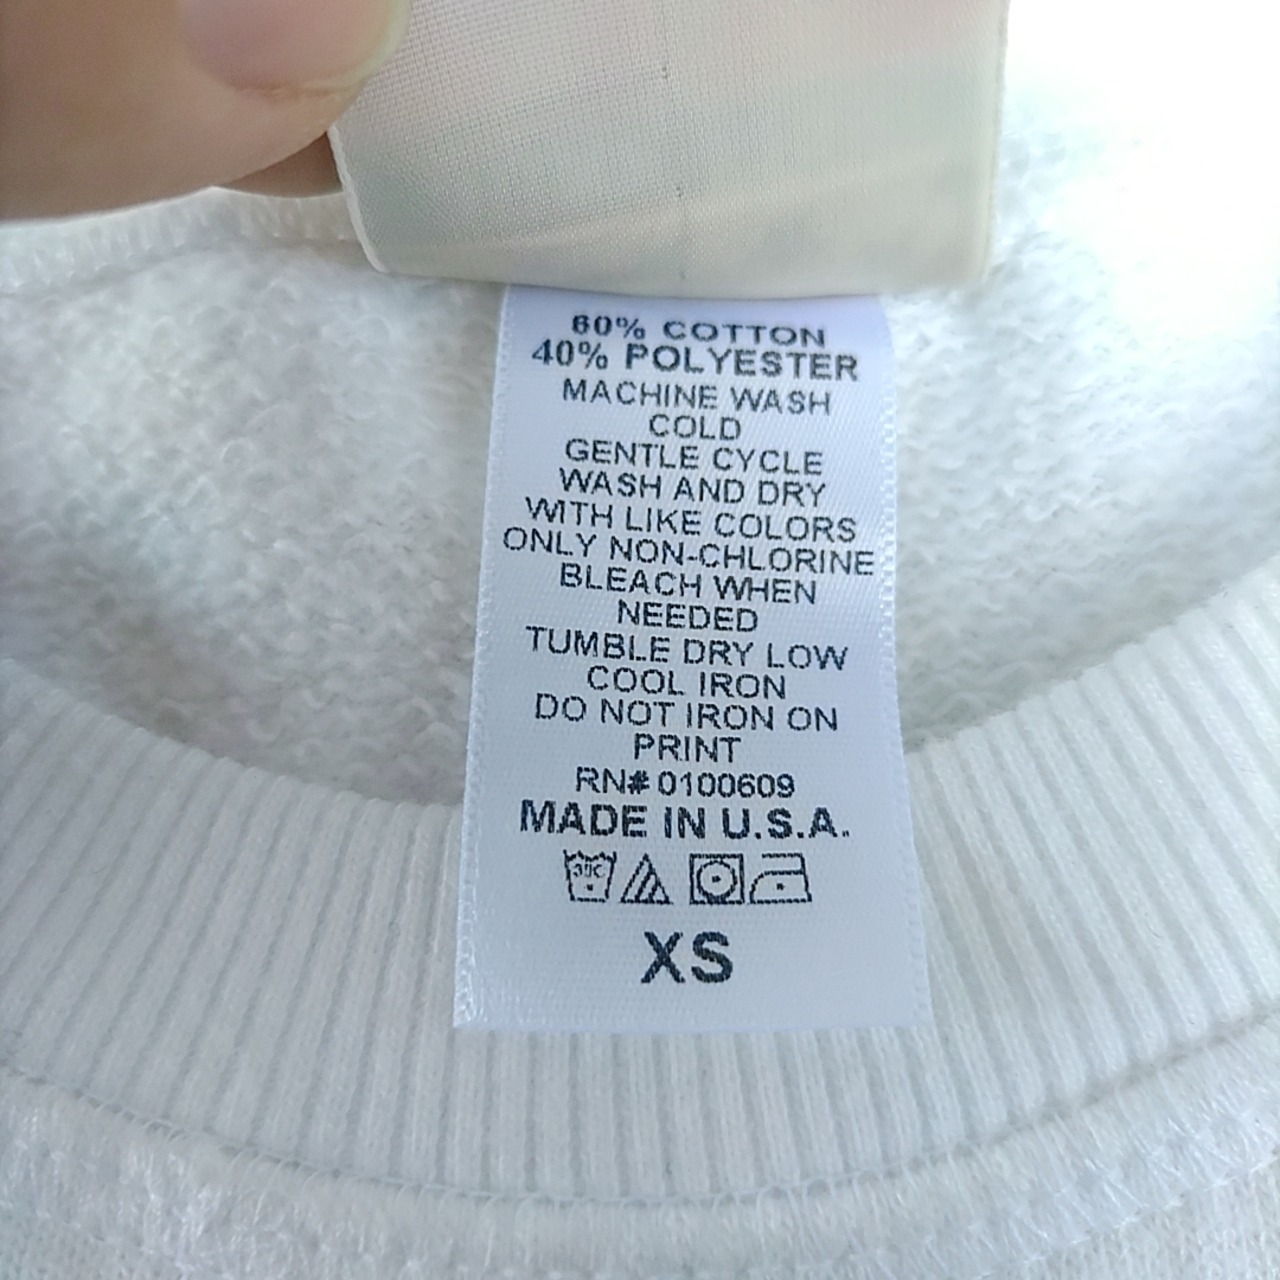 60% COTTON
40% POLYESTER
MACHINE WASH
COLD
GENTLE CYCLE
WASH AND DRY
WITH LIKE COLORS
ONLY NON-CHLORINE
BLEACH WHEN
NEEDED
TUMBLE DRY LOW
COOL IRON
DO NOT IRON ON
PRINT
RN# 0100609
MADE IN U.S.A.
30C
XS